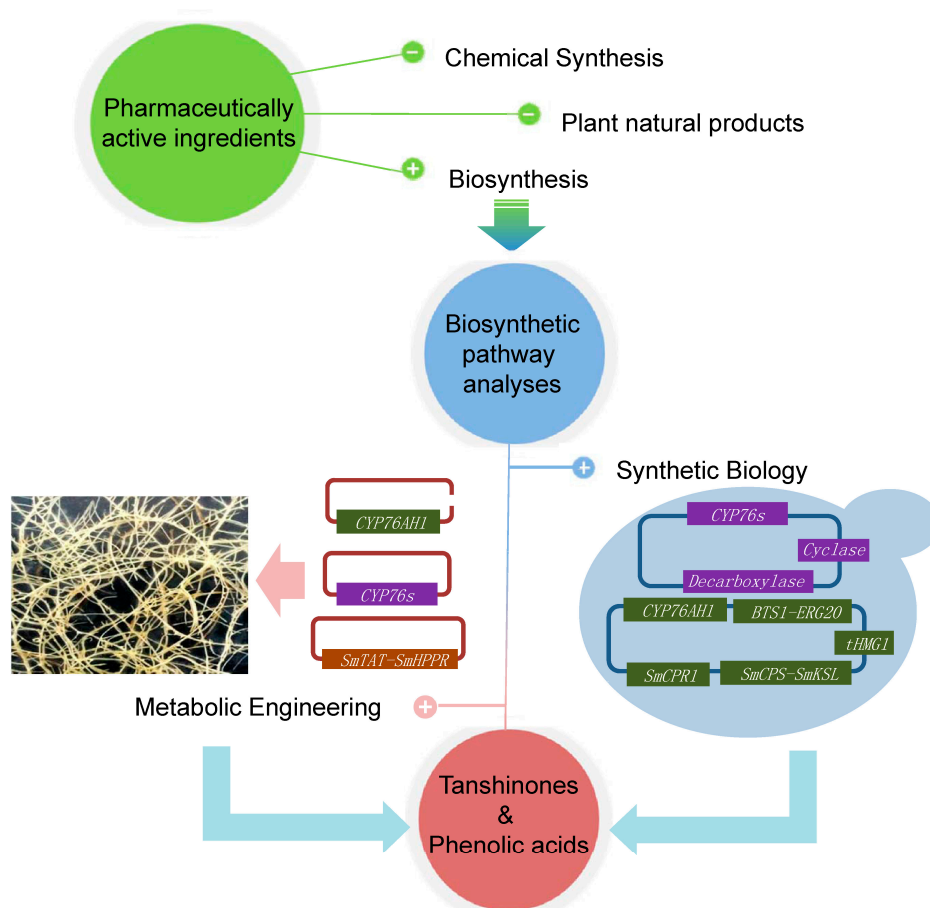 Chemical Synthesis
Pharmaceutically
active ingredients
Plant natural products
Biosynthesis
Biosynthetic
pathway
analyses
Synthetic Biology
CYP76AH1
CYP76s
SmTAT-SmHPPR
CYP76s
Cyclase
Decarboxylase
CYP76AH1
BTS1-ERG20
tHMG1
SmCPR1
SmCPS-SmKSL
Metabolic Engineering
Tanshinones
&
Phenolic acids